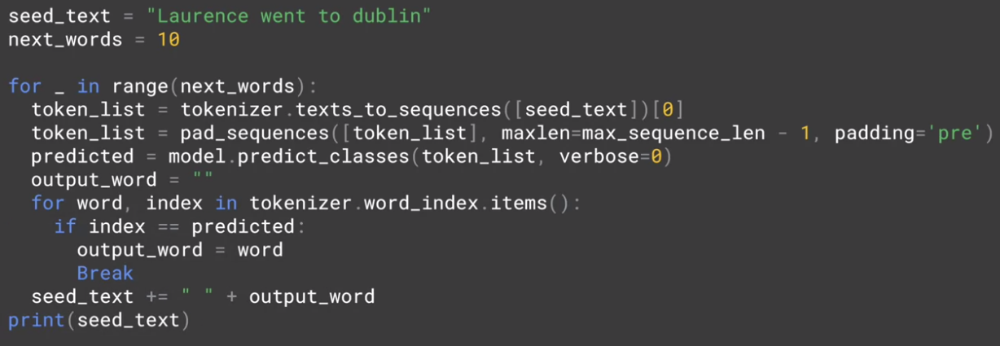 seed_text = "Laurence went to dublin"
next_words = 10

for _ in range(next_words):
  token_list = tokenizer.texts_to_sequences([seed_text])[0]
  token_list = pad_sequences([token_list], maxlen=max_sequence_len - 1, padding='pre')
  predicted = model.predict_classes(token_list, verbose=0)
  output_word = ""
  for word, index in tokenizer.word_index.items():
    if index == predicted:
      output_word = word
      Break
  seed_text += " " + output_word
print(seed_text)